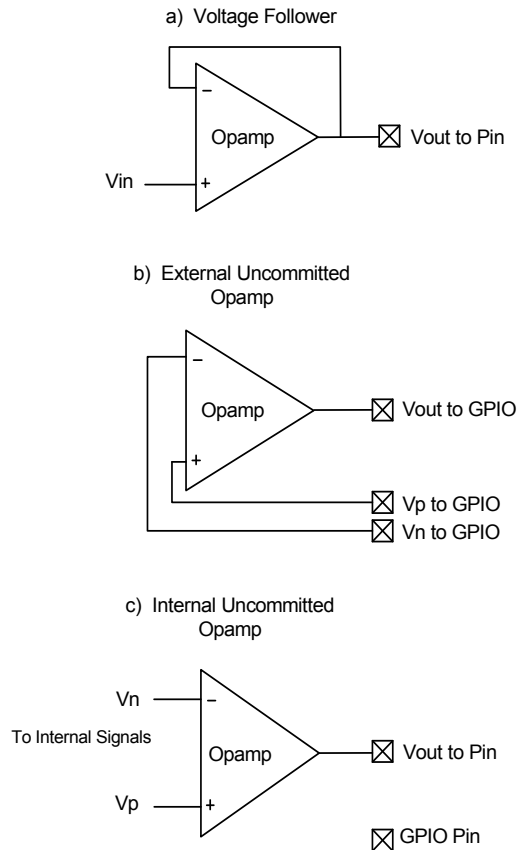 a) Voltage Follower
−
Opamp
Vout to Pin
Vin
+
b) External Uncommitted
Opamp
−
Opamp
Vout to GPIO
+
Vp to GPIO
Vn to GPIO
c) Internal Uncommitted
Opamp
Vn
−
To Internal Signals
Opamp
Vout to Pin
Vp
+
GPIO Pin